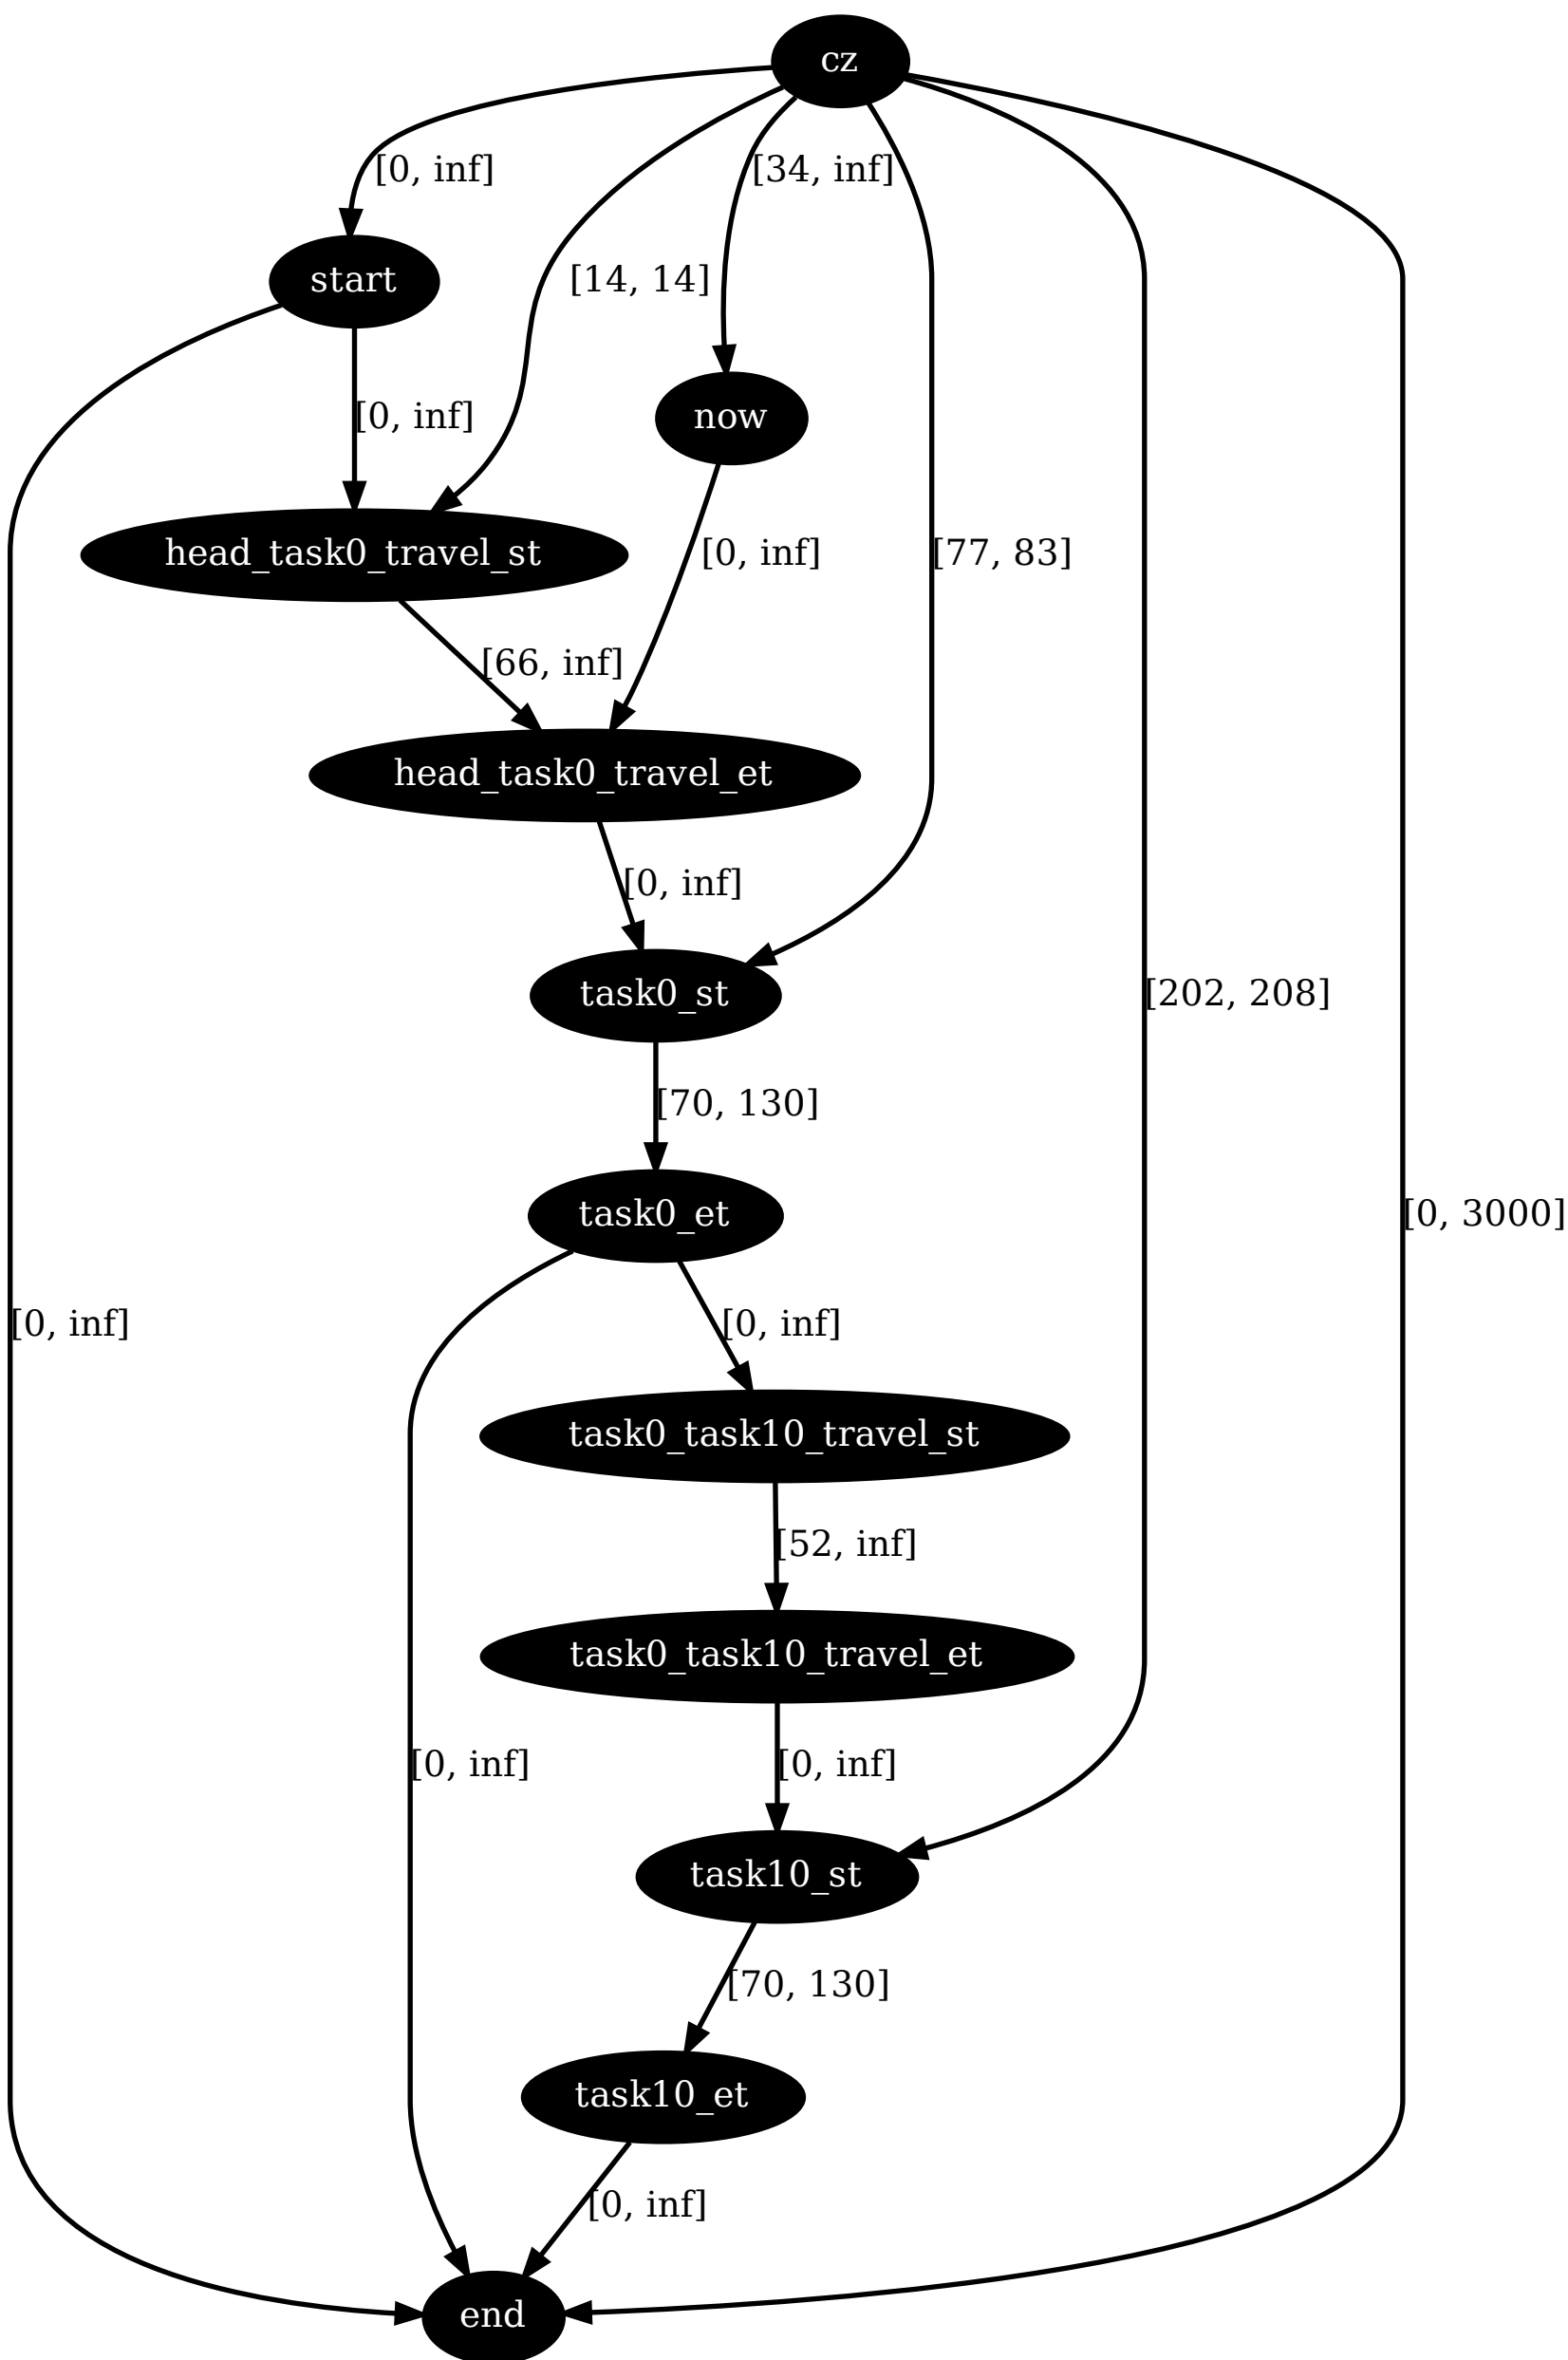 cz
[0, inf]
[34, inf]
start
[14, 14]
now
[0, inf]
head_task0_travel_st
[0, inf]
[77, 83]
[66, inf]
head_task0_travel_et
[0, inf]
task0_st
[202, 208]
[70, 130]
task0_et
[0, 3000]
[0, inf]
[0, inf]
task0_task10_travel_st
[52, inf]
task0_task10_travel_et
[0, inf]
[0, inf]
task10_st
[70, 130]
task10_et
[0, inf]
end